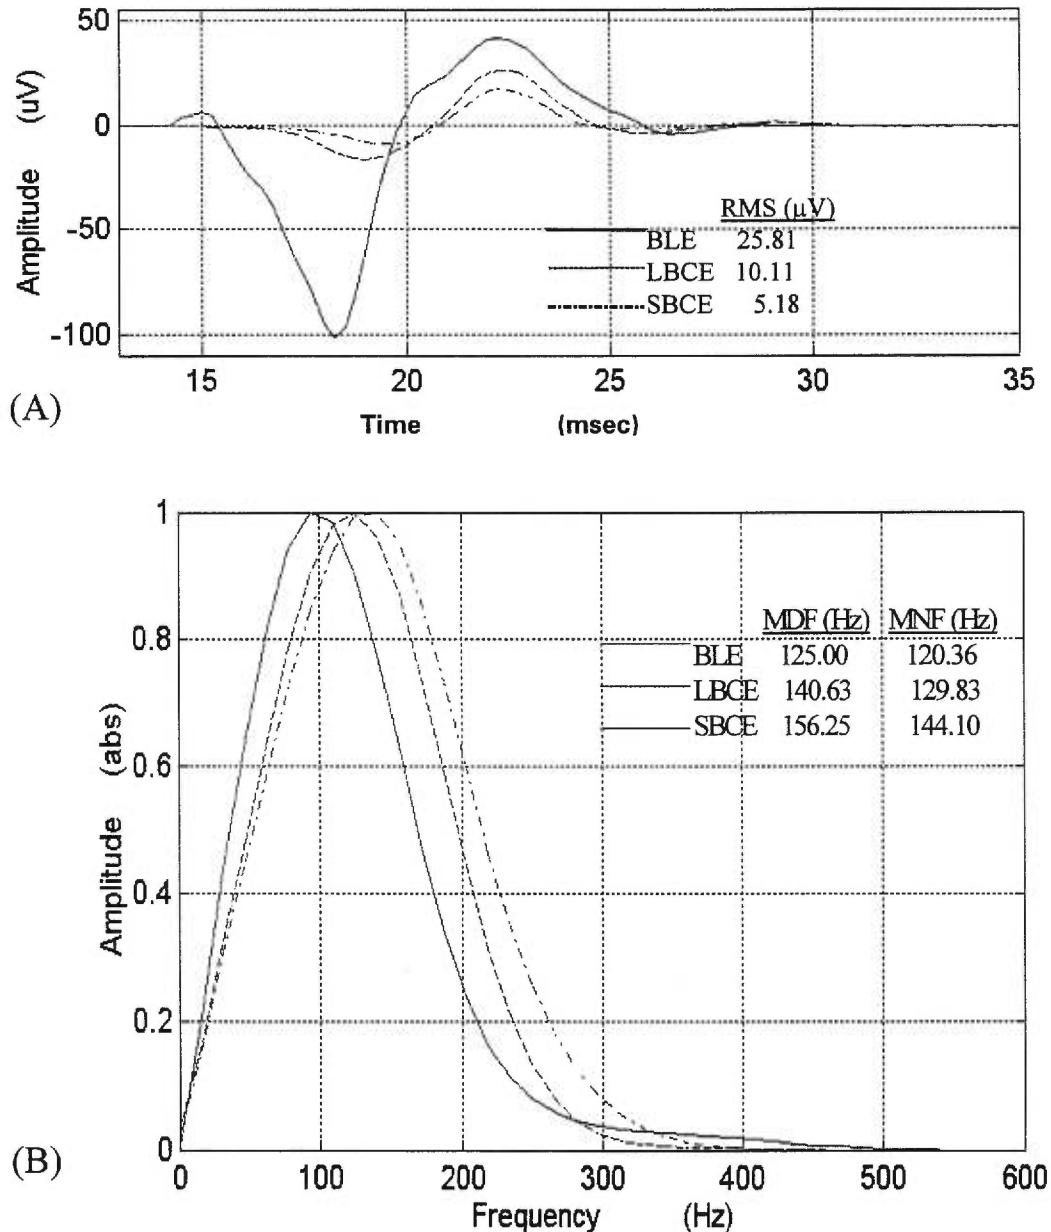 50
0
-50
-100
Amplitude (uV)
RMS (µV)
BLE 25.81
LBCE 10.11
SBCE 5.18
15 20 25 30 35
(A)
Time (msec)
1
0.8
0.6
0.4
0.2
0
Amplitude (abs)
MDF (Hz) MNF (Hz)
BLE 125.00 120.36
LBCE 140.63 129.83
SBCE 156.25 144.10
(B)
0 100 200 300 400 500 600
Frequency (Hz)